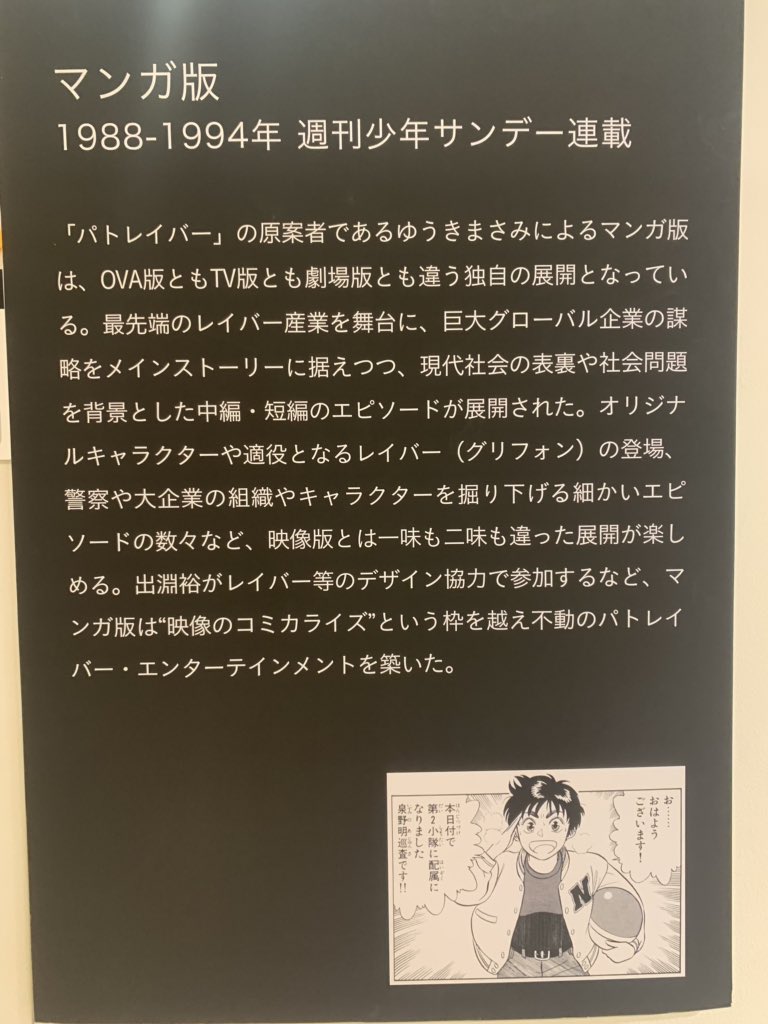 マンガ版
1988-1994年 週刊少年サンデー連載
「パトレイバー」の原案者であるゆうきまさみによるマンガ版
は、OVA版ともTV版とも劇場版とも違う独自の展開となってい
る。最先端のレイバー産業を舞台に、巨大グローバル企業の謀
略をメインストーリーに据えつつ、現代社会の表裏や社会問題
を背景とした中編・短編のエピソードが展開された。オリジナ
ルキャラクターや適役となるレイバー（グリフォン）の登場、
警察や大企業の組織やキャラクターを掘り下げる細かいエピ
ソードの数々など、映像版とは一味も二味も違った展開が楽し
める。出淵裕がレイバー等のデザイン協力で参加するなど、マ
ンガ版は“映像のコミカライズ”という枠を越え不動のパトレイ
バー・エンターテインメントを築いた。
お……
おはよう
ございます！
本日付で
第2小隊に配属に
なりました
泉野明巡査です!!
N